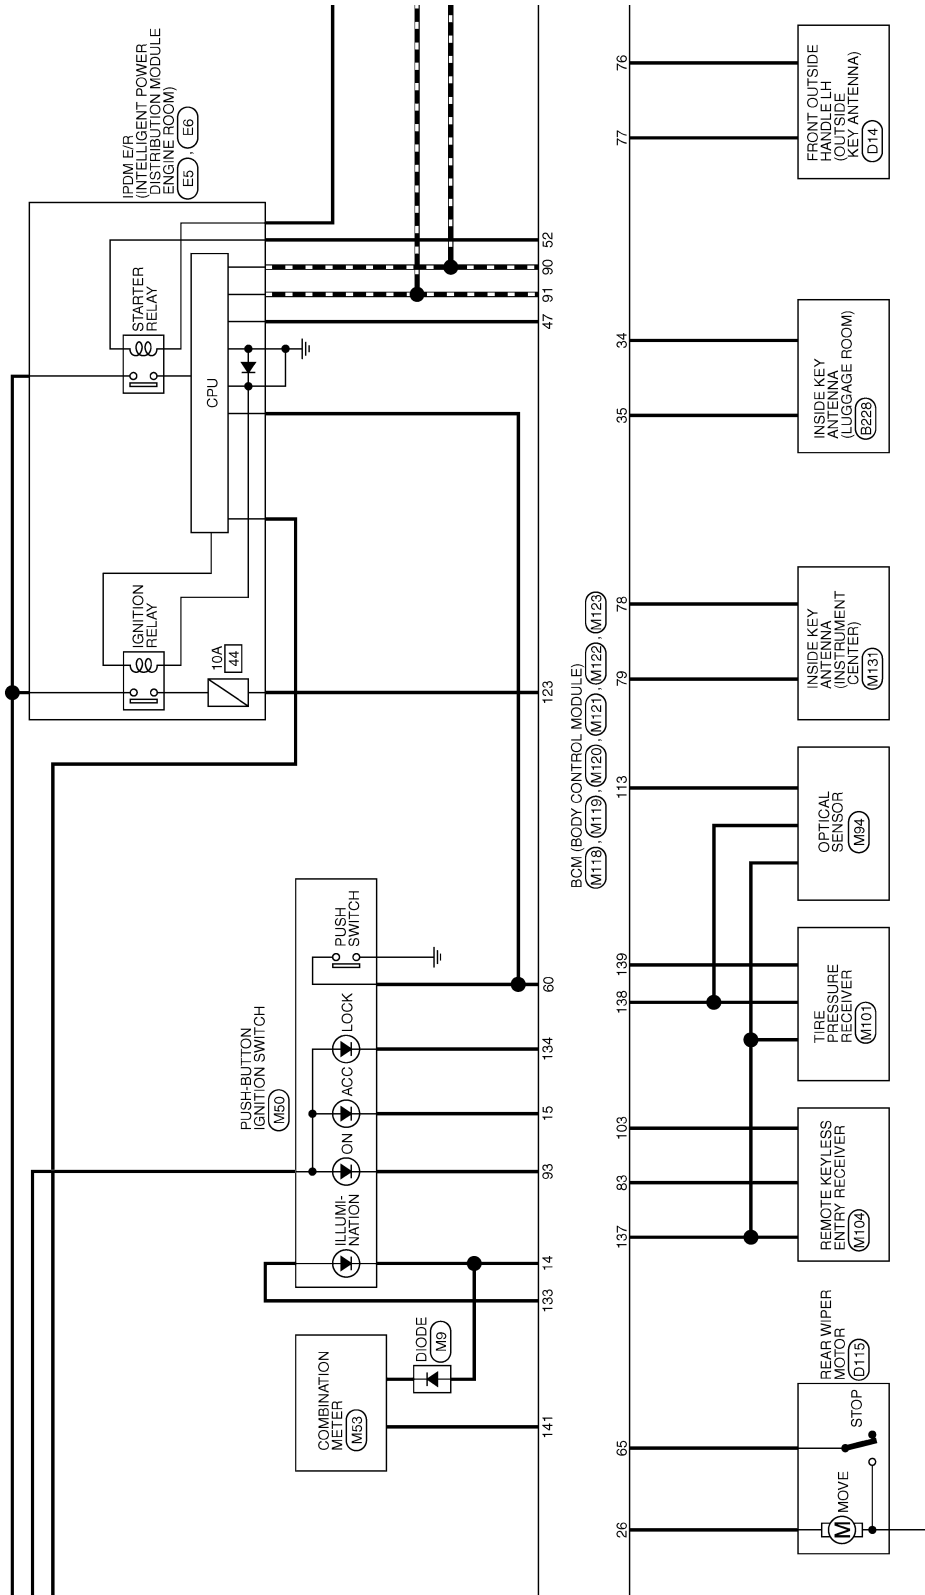 IPDM E/R
(INTELLIGENT POWER
DISTRIBUTION MODULE
ENGINE ROOM)
E5 , E6
STARTER
RELAY
CPU
IGNITION
RELAY
10A
44
52
90
91
47
123
60
134
15
93
14
133
141
PUSH-BUTTON
IGNITION SWITCH
M50
PUSH
SWITCH
LOCK
ACC
ON
ILLUMI-
NATION
COMBINATION
METER
M53
DIODE
M9
BCM (BODY CONTROL MODULE)
M118 , M119 , M120 , M121 , M122 , M123
76
77
34
35
78
79
113
139
138
103
83
137
65
26
FRONT OUTSIDE
HANDLE LH
(OUTSIDE
KEY ANTENNA)
D14
INSIDE KEY
ANTENNA
(LUGGAGE ROOM)
B228
INSIDE KEY
ANTENNA
(INSTRUMENT
CENTER)
M131
OPTICAL
SENSOR
M94
TIRE
PRESSURE
RECEIVER
M101
REMOTE KEYLESS
ENTRY RECEIVER
M104
REAR WIPER
MOTOR
D115
STOP
MOVE
M